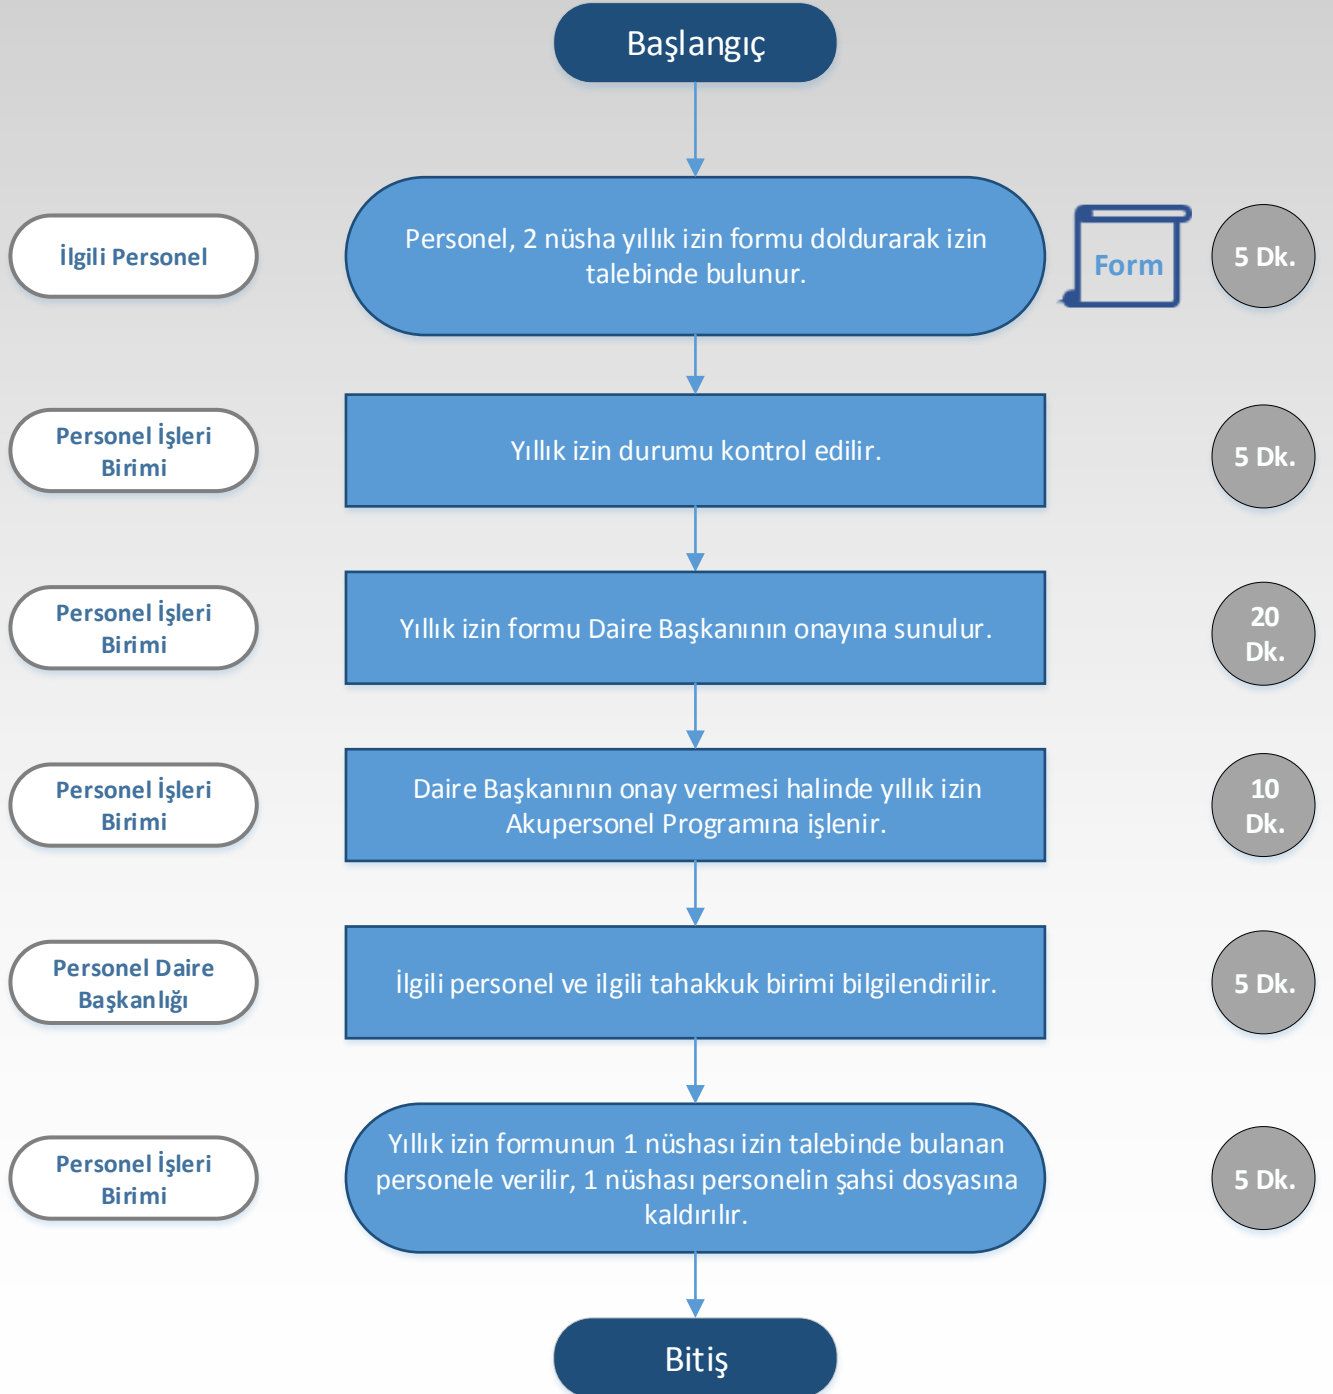 Başlangıç
İlgili Personel
Personel, 2 nüsha yıllık izin formu doldurarak izin
talebinde bulunur.
Form
5 Dk.
Personel İşleri
Birimi
Yıllık izin durumu kontrol edilir.
5 Dk.
Personel İşleri
Birimi
Yıllık izin formu Daire Başkanının onayına sunulur.
20
Dk.
Personel İşleri
Birimi
Daire Başkanının onay vermesi halinde yıllık izin
Akupersonel Programına işlenir.
10
Dk.
Personel Daire
Başkanlığı
İlgili personel ve ilgili tahakkuk birimi bilgilendirilir.
5 Dk.
Personel İşleri
Birimi
Yıllık izin formunun 1 nüshası izin talebinde bulanan
personele verilir, 1 nüshası personelin şahsi dosyasına
kaldırılır.
5 Dk.
Bitiş